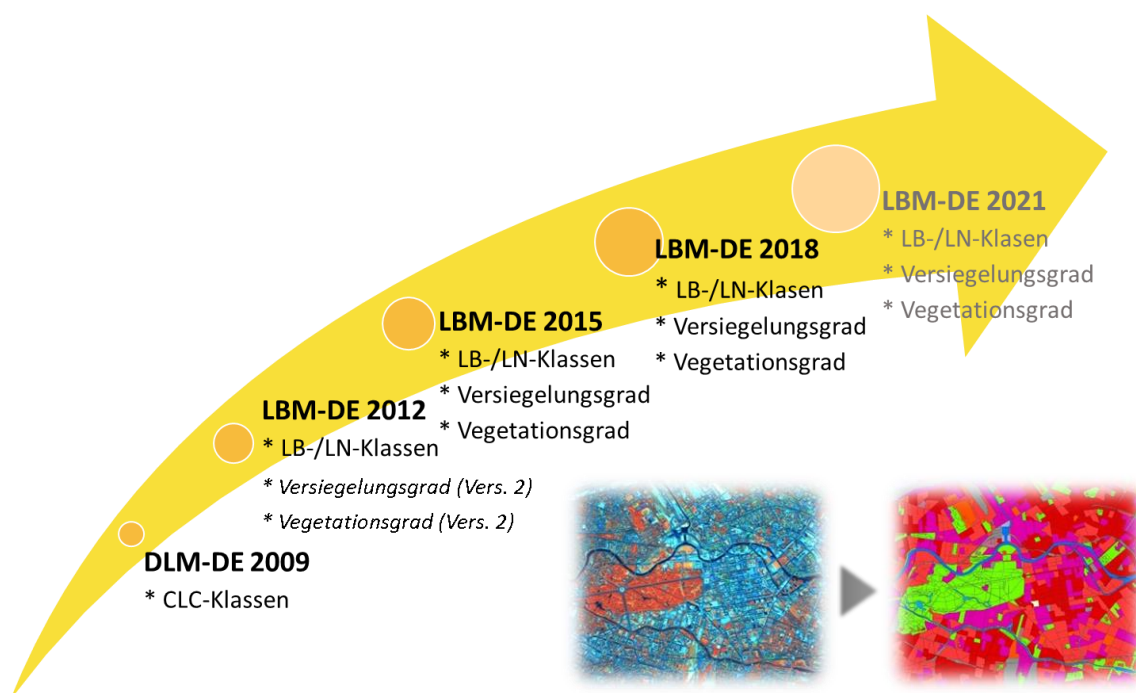 LBM-DE 2021
* LB-/LN-Klasen
* Versiegelungsgrad
* Vegetationsgrad
LBM-DE 2018
* LB-/LN-Klasen
* Versiegelungsgrad
* Vegetationsgrad
LBM-DE 2015
* LB-/LN-Klassen
* Versiegelungsgrad
* Vegetationsgrad
LBM-DE 2012
* LB-/LN-Klassen
* Versiegelungsgrad (Vers. 2)
* Vegetationsgrad (Vers. 2)
DLM-DE 2009
* CLC-Klassen